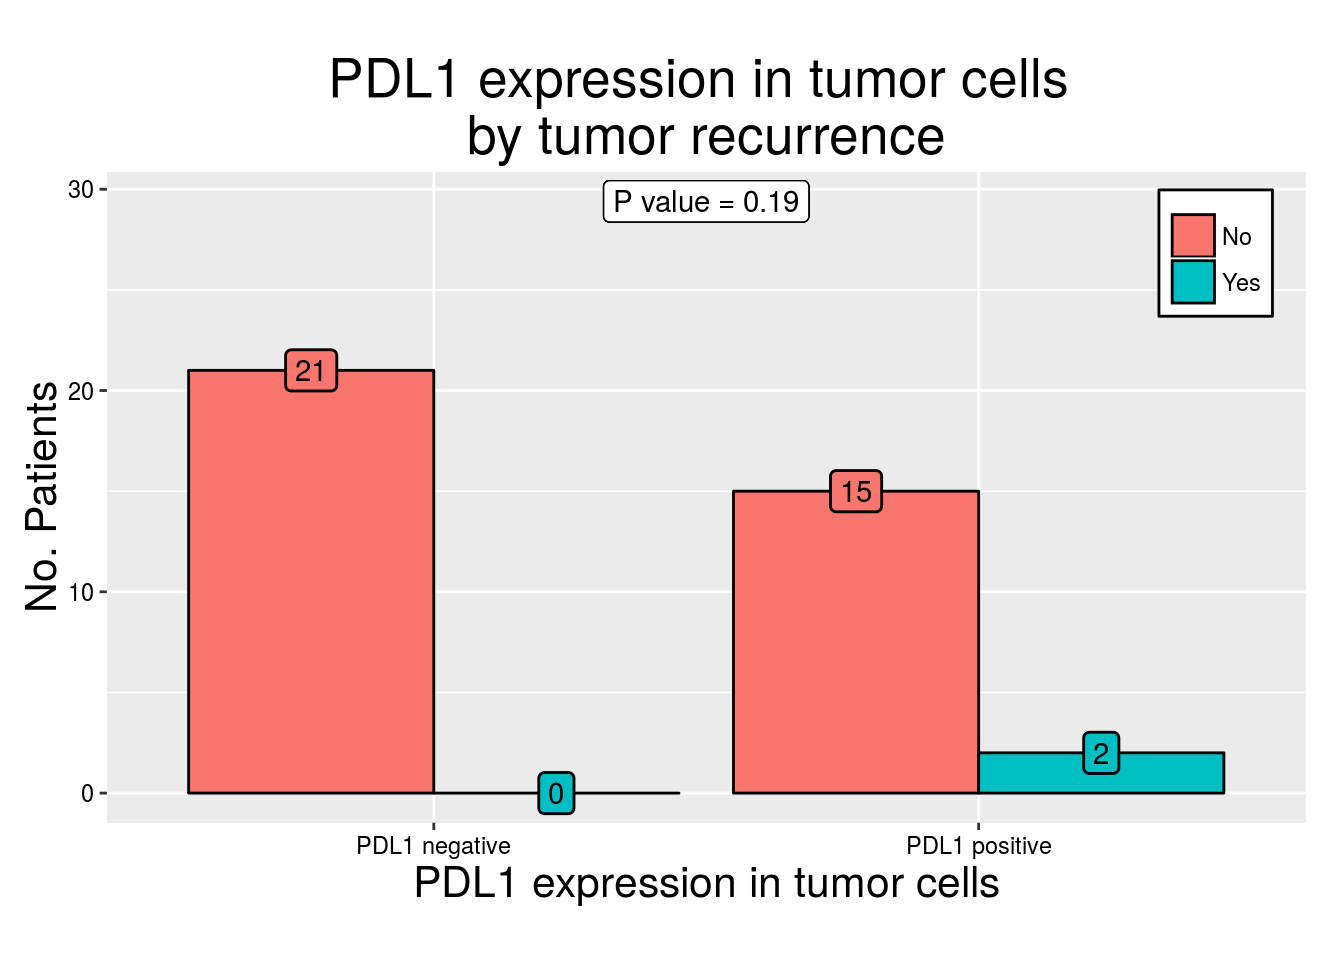 PDL1 expression in tumor cells
by tumor recurrence
P value = 0.19
No
Yes
No. Patients
30
20
10
0
21
0
15
2
PDL1 negative
PDL1 positive
PDL1 expression in tumor cells